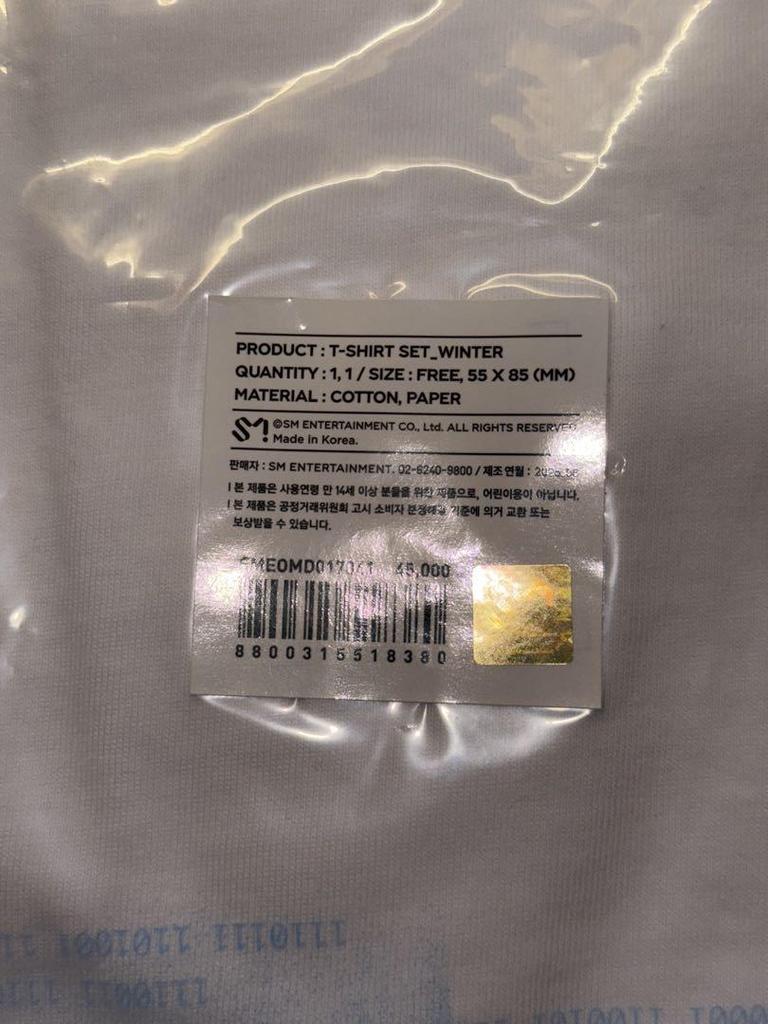 PRODUCT : T-SHIRT SET_WINTER
QUANTITY : 1, 1 / SIZE : FREE, 55 X 85 (MM)
MATERIAL : COTTON, PAPER
SM
©SM ENTERTAINMENT CO., Ltd. ALL RIGHTS RESERVED
Made in Korea.
판매자 : SM ENTERTAINMENT. 02-6240-9800 / 제조연월 :
| 본 제품은 사용연령 만 14세 이상 분들을 위한 제품으로, 어린이용이 아닙니다.
| 본 제품은 공정거래위원회 고시 소비자 분쟁해결 기준에 의거 교환 또는
보상받을 수 있습니다.
45,000
8800315518380